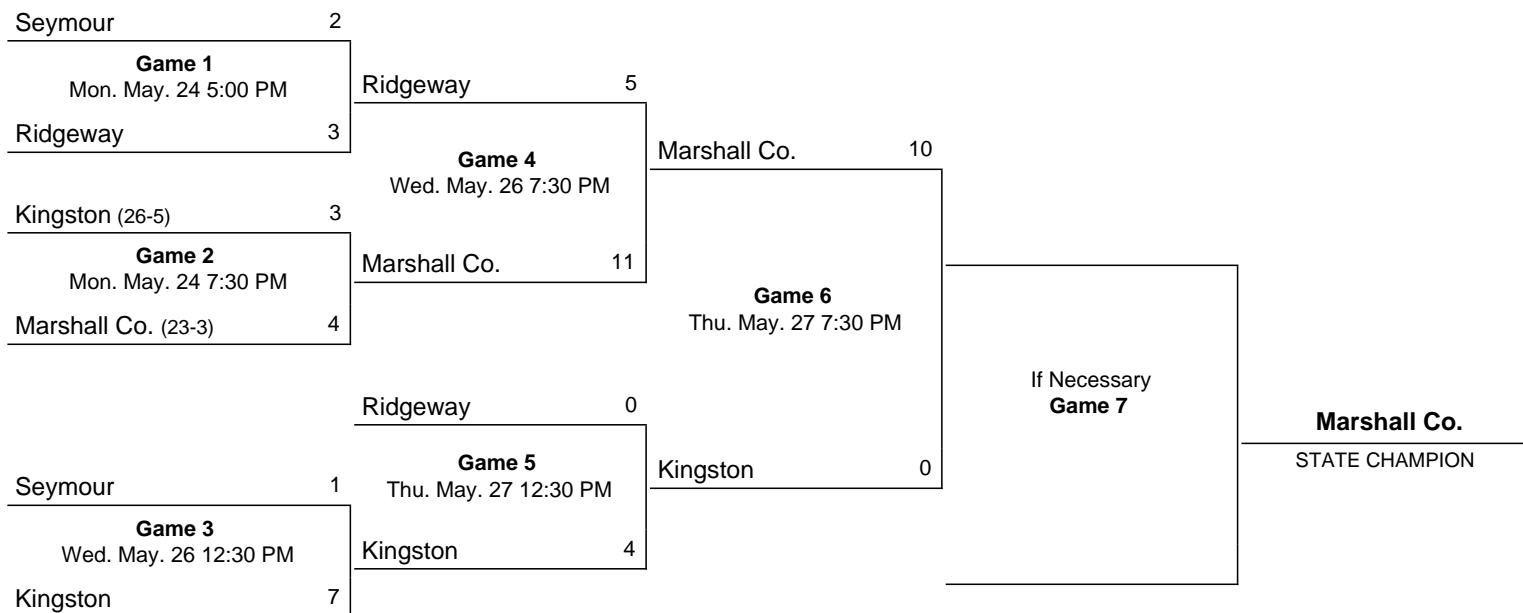 Seymour 2
Game 1
Mon. May. 24 5:00 PM
Ridgeway 3
Kingston (26-5) 3
Game 2
Mon. May. 24 7:30 PM
Marshall Co. (23-3) 4
Seymour 1
Game 3
Wed. May. 26 12:30 PM
Kingston 7
Ridgeway 5
Game 4
Wed. May. 26 7:30 PM
Marshall Co. 11
Ridgeway 0
Game 5
Thu. May. 27 12:30 PM
Kingston 4
Marshall Co. 10
Game 6
Thu. May. 27 7:30 PM
Kingston 0
If Necessary
Game 7
Marshall Co.
STATE CHAMPION